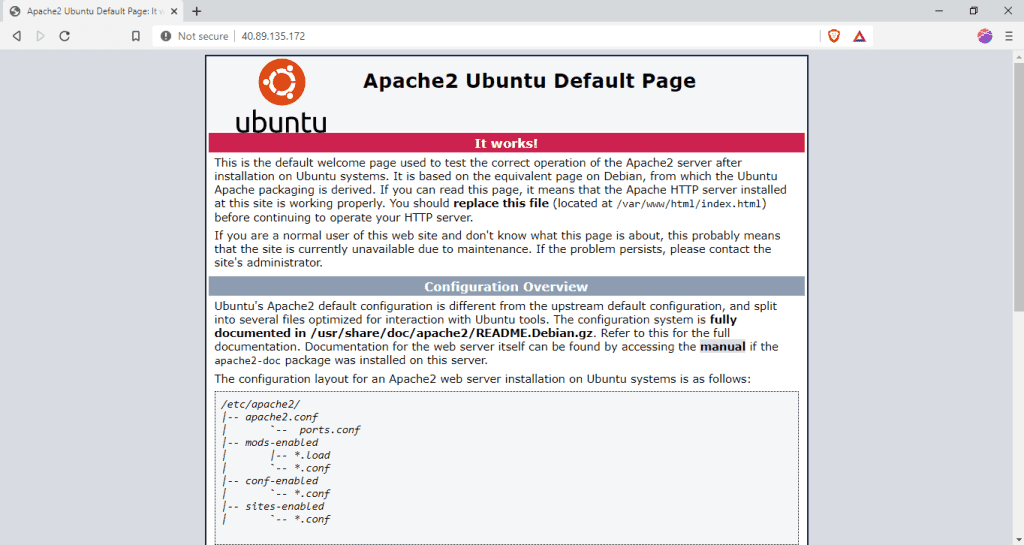 Apache2 Ubuntu Default Page: It w
Not secure
40.89.135.172
ubuntu
Apache2 Ubuntu Default Page
It works!
This is the default welcome page used to test the correct operation of the Apache2 server after
installation on Ubuntu systems. It is based on the equivalent page on Debian, from which the Ubuntu
Apache packaging is derived. If you can read this page, it means that the Apache HTTP server installed
at this site is working properly. You should replace this file (located at /var/www/html/index.html)
before continuing to operate your HTTP server.
If you are a normal user of this web site and don't know what this page is about, this probably means
that the site is currently unavailable due to maintenance. If the problem persists, please contact the
site's administrator.
Configuration Overview
Ubuntu's Apache2 default configuration is different from the upstream default configuration, and split
into several files optimized for interaction with Ubuntu tools. The configuration system is fully
documented in /usr/share/doc/apache2/README.Debian.gz. Refer to this for the full
documentation. Documentation for the web server itself can be found by accessing the manual if the
apache2-doc package was installed on this server.
The configuration layout for an Apache2 web server installation on Ubuntu systems is as follows:
/etc/apache2/
|-- apache2.conf
|       `--  ports.conf
|-- mods-enabled
|       |-- *.load
|       `-- *.conf
|-- conf-enabled
|       `-- *.conf
|-- sites-enabled
|       `-- *.conf